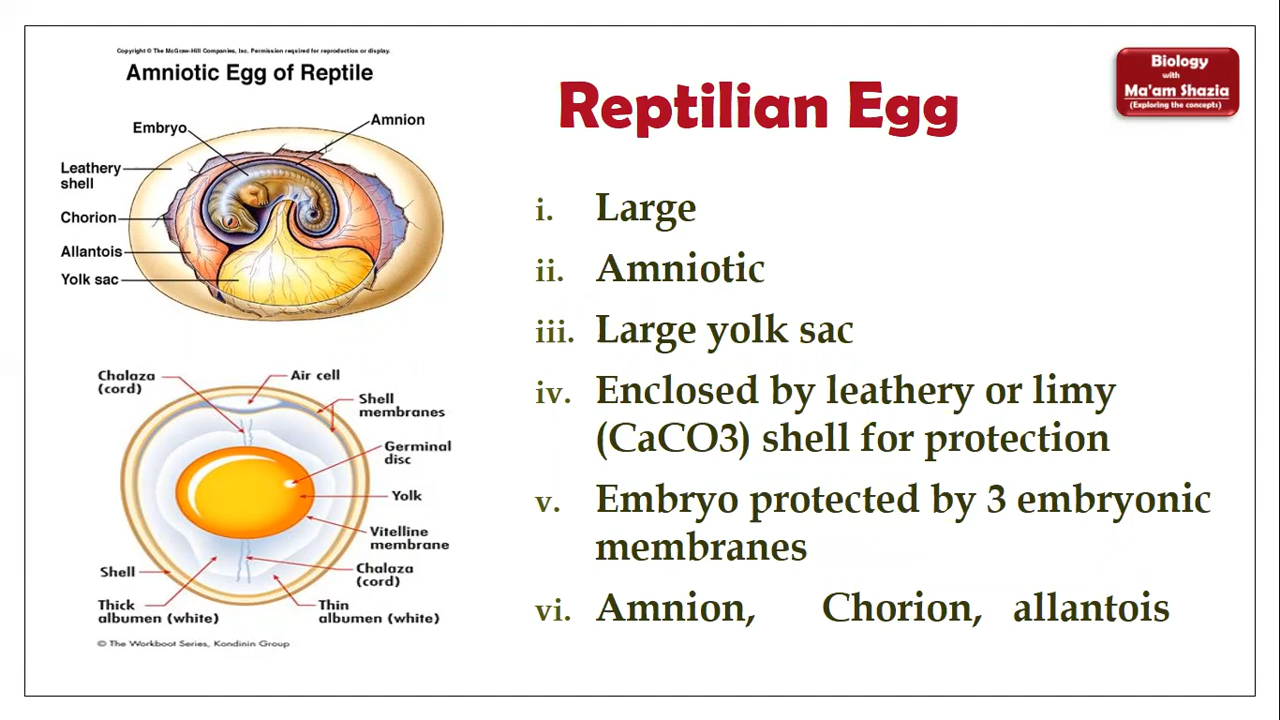 Copyright © The McGraw-Hill Companies, Inc. Permission required for reproduction or display.
Amniotic Egg of Reptile
Embryo
Amnion
Leathery
shell
Chorion
Allantois
Yolk sac
Chalaza
(cord)
Air cell
Shell
membranes
Germinal
disc
Yolk
Vitelline
membrane
Chalaza
(cord)
Shell
Thick
albumen (white)
Thin
albumen (white)
© The Workboot Series, Kondinin Group
Reptilian Egg
Biology
with
Ma'am Shazia
(Exploring the concepts)
i. Large
ii. Amniotic
iii. Large yolk sac
iv. Enclosed by leathery or limy
(CaCO3) shell for protection
v. Embryo protected by 3 embryonic
membranes
vi. Amnion, Chorion, allantois